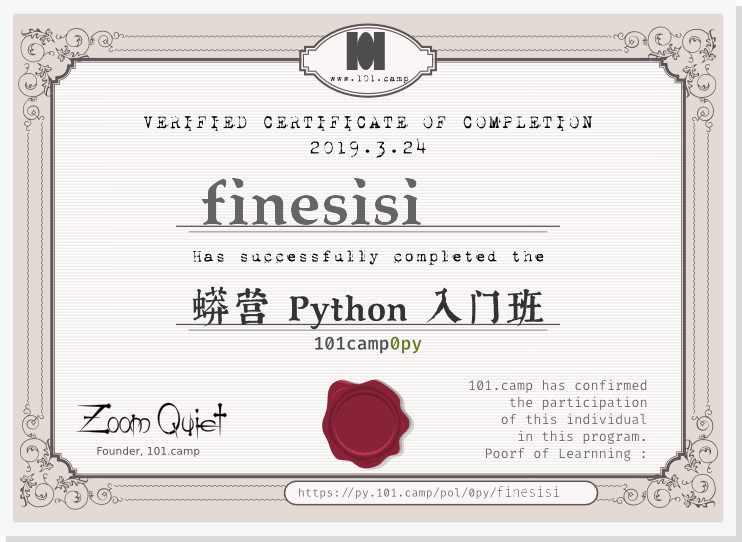 101
www.101.camp
VERIFIED CERTIFICATE OF COMPLETION
2019.3.24
finesisi
Has successfully completed the
蟒营 Python 入门班
101camp0py
101.camp has confirmed
the participation
of this individual
in this program.
Poorf of Learnning :
Zoom Quiet
Founder, 101.camp
https://py.101.camp/pol/0py/finesisi